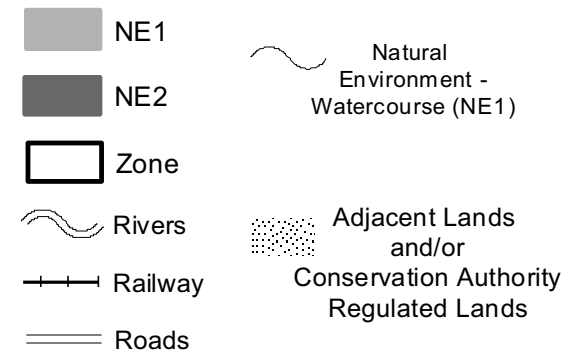 NE1
NE2
Zone
Rivers
Railway
Roads
Natural
Environment -
Watercourse (NE1)
Adjacent Lands
and/or
Conservation Authority
Regulated Lands